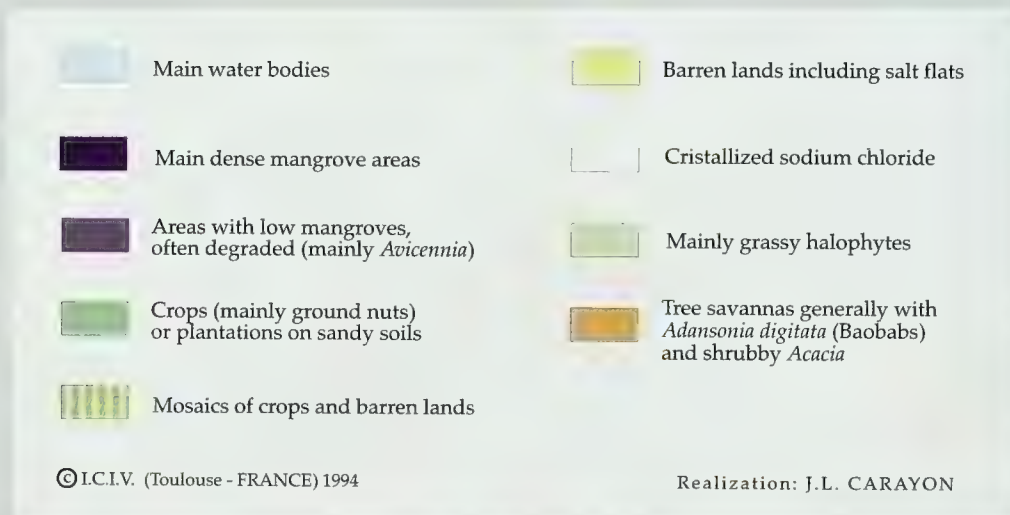 Main water bodies
Main dense mangrove areas
Areas with low mangroves,
often degraded (mainly Avicennia)
Crops (mainly ground nuts)
or plantations on sandy soils
Mosaics of crops and barren lands
Barren lands including salt flats
Cristallized sodium chloride
Mainly grassy halophytes
Tree savannas generally with
Adansonia digitata (Baobabs)
and shrubby Acacia
© I.C.I.V. (Toulouse - FRANCE) 1994
Realization: J.L. CARAYON